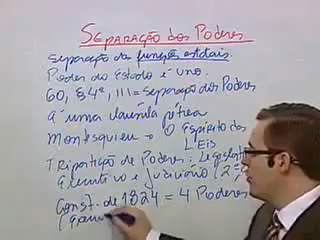 SEPARAÇÃO DOS PODERES
separação de funções estatais.
Poder do Estado é uno.
60, §4º, III = separação dos Poderes
é uma cláusula pétrea
Montesquieu → O Espírito das
Leis
Tripartição de Poderes: Legislativo
Executivo e Judiciário (2
Const. de 1824 = 4 Poderes